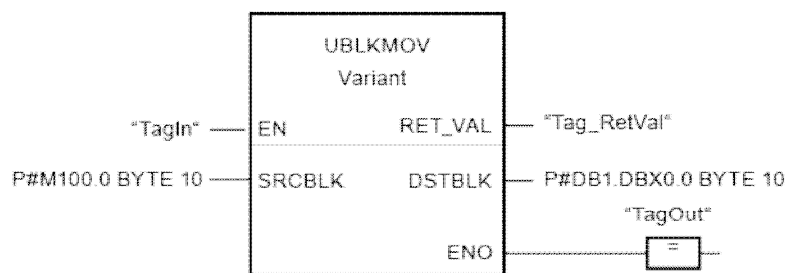 UBLKMOV
Variant
"TagIn" EN RET_VAL "Tag_RetVal"
P#M100.0 BYTE 10 SRCBLK DSTBLK P#DB1.DBX0.0 BYTE 10
"TagOut"
ENO =